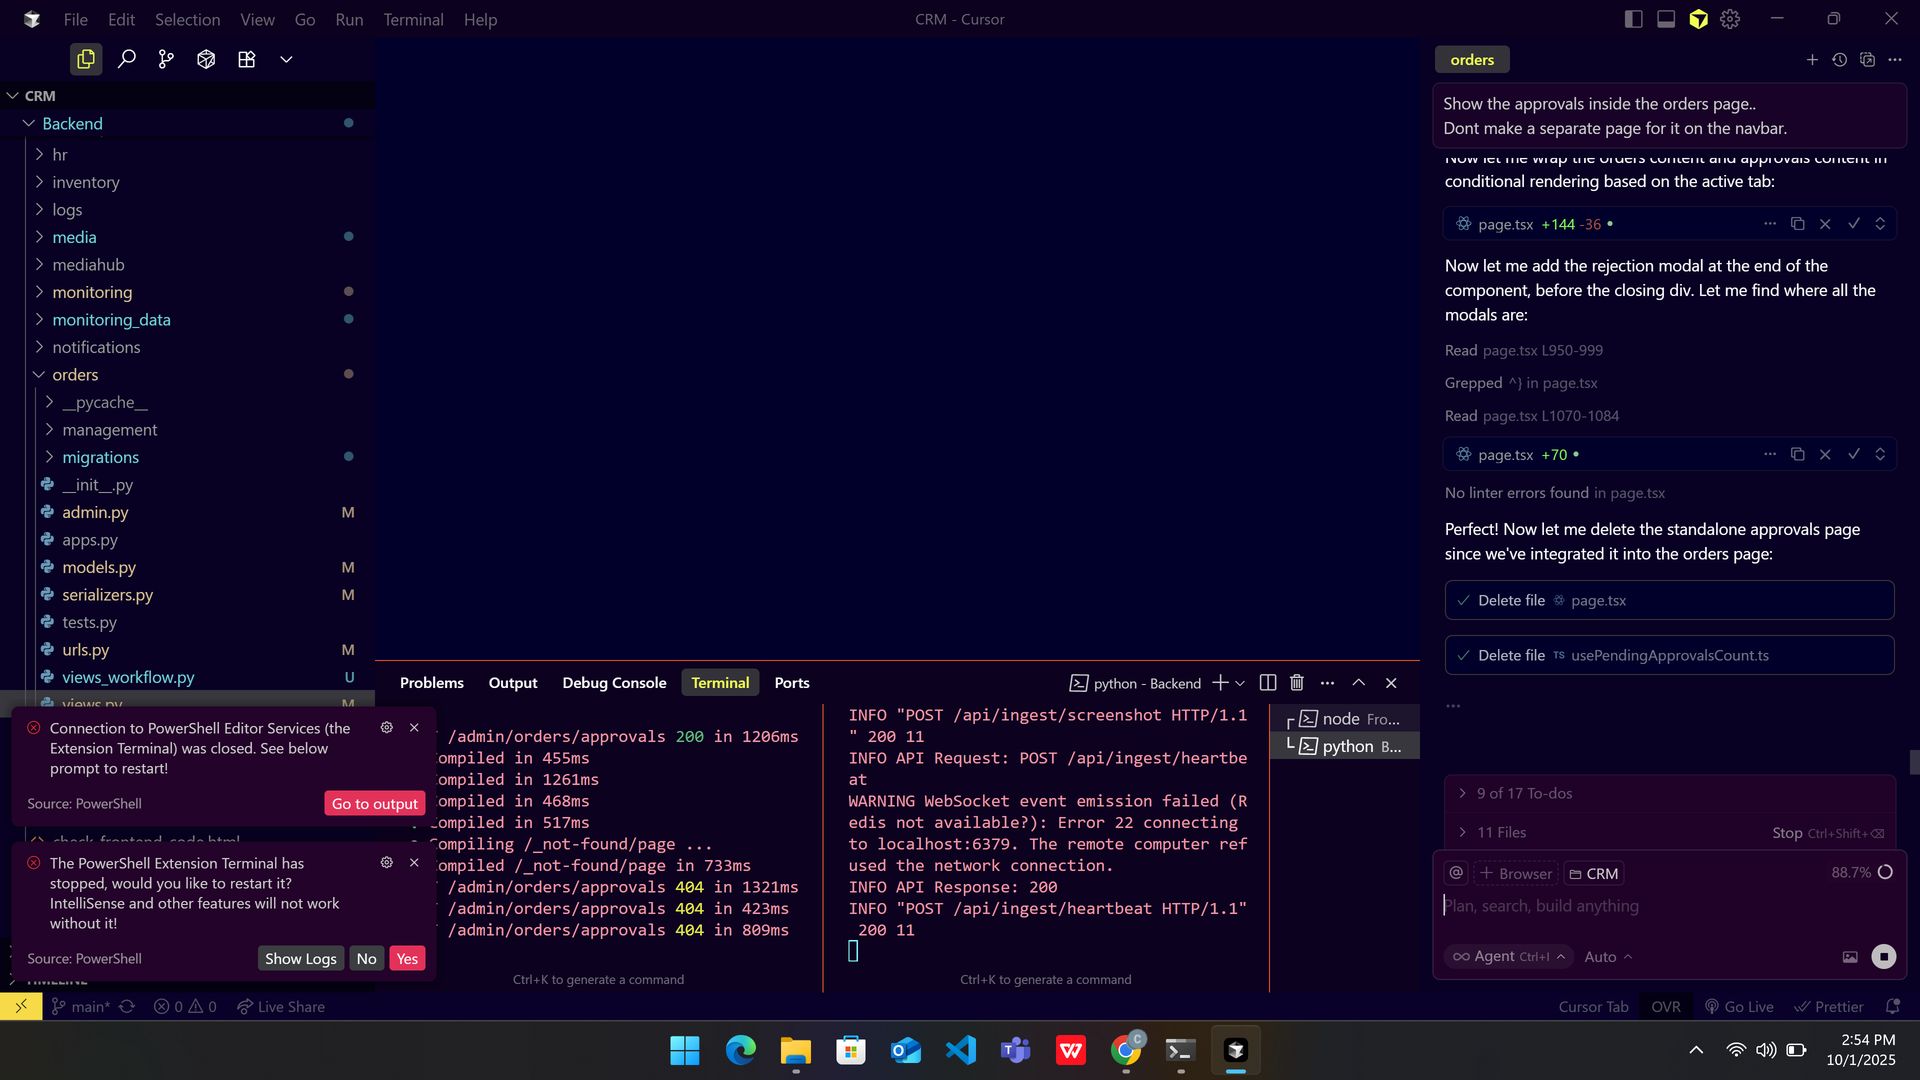 File Edit Selection View Go Run Terminal Help
CRM - Cursor
CRM
Backend
hr
inventory
logs
media
mediahub
monitoring
monitoring_data
notifications
orders
__pycache__
management
migrations
__init__.py
admin.py M
apps.py
models.py M
serializers.py M
tests.py
urls.py M
views_workflow.py U
views.py
Connection to PowerShell Editor Services (the
Extension Terminal) was closed. See below
prompt to restart!
Source: PowerShell
Go to output
check_frontend_code.html
The PowerShell Extension Terminal has
stopped, would you like to restart it?
IntelliSense and other features will not work
without it!
Source: PowerShell
Show Logs No Yes
TIMELINE
Problems Output Debug Console Terminal Ports
python - Backend
/admin/orders/approvals 200 in 1206ms
ompiled in 455ms
ompiled in 1261ms
ompiled in 468ms
Compiled in 517ms
Compiling /_not-found/page ...
ompiled /_not-found/page in 733ms
/admin/orders/approvals 404 in 1321ms
/admin/orders/approvals 404 in 423ms
/admin/orders/approvals 404 in 809ms
Ctrl+K to generate a command
INFO "POST /api/ingest/screenshot HTTP/1.1
" 200 11
INFO API Request: POST /api/ingest/heartbe
at
WARNING WebSocket event emission failed (R
edis not available?): Error 22 connecting
to localhost:6379. The remote computer ref
used the network connection.
INFO API Response: 200
INFO "POST /api/ingest/heartbeat HTTP/1.1"
200 11
Ctrl+K to generate a command
node Fro...
python B...
orders
Show the approvals inside the orders page..
Dont make a separate page for it on the navbar.
Now let me wrap the orders content and approvals content in
conditional rendering based on the active tab:
page.tsx +144 -36
Now let me add the rejection modal at the end of the
component, before the closing div. Let me find where all the
modals are:
Read page.tsx L950-999
Grepped ^} in page.tsx
Read page.tsx L1070-1084
page.tsx +70
No linter errors found in page.tsx
Perfect! Now let me delete the standalone approvals page
since we've integrated it into the orders page:
Delete file page.tsx
Delete file TS usePendingApprovalsCount.ts
9 of 17 To-dos
11 Files
Stop Ctrl+Shift+⌫
@ + Browser CRM 88.7%
Plan, search, build anything
Agent Ctrl+I Auto
main* 0 0 Live Share
Cursor Tab OVR Go Live Prettier
2:54 PM
10/1/2025